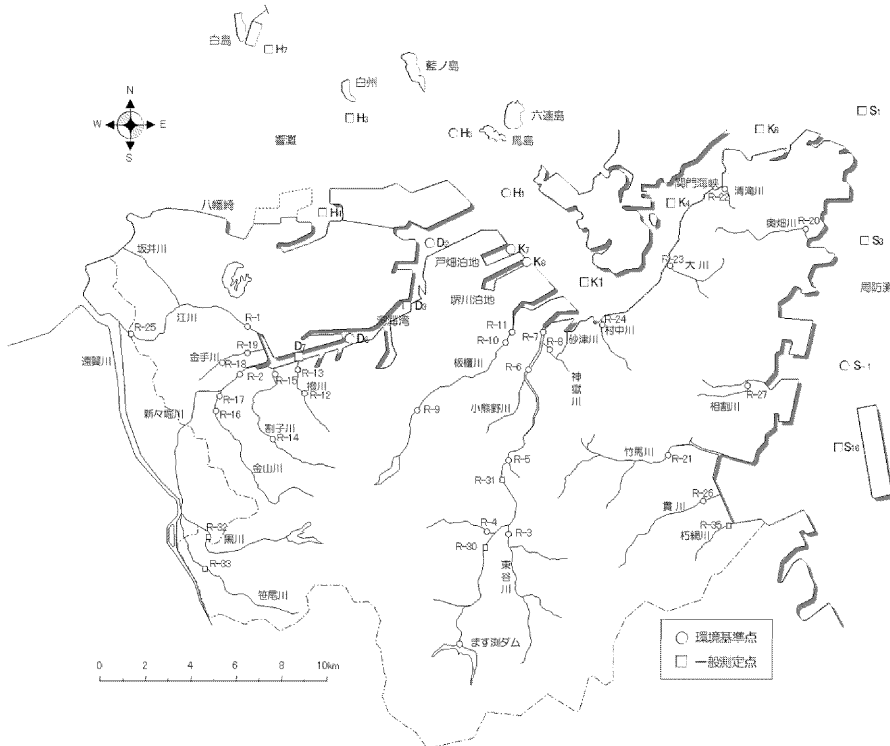 白島
H7
藍ノ島
白州
H3
六連島
馬島
H5
響灘
N
W
E
S
S1
K6
関門海峡
清滝川
R-22
K4
奥畑川
R-20
八幡崎
H4
H1
D2
K7
戸畑泊地
K8
堺川泊地
K1
R-23
大川
S3
周防灘
坂井川
江川
R-1
R-25
遠賀川
金手川
R-19
R-18
R-2
D7
D6
D3
R-13
R-15
撥川
R-12
R-11
R-10
板櫃川
R-7
R-8
砂津川
R-24
村中川
神嶽川
R-6
小熊野川
R-9
S-1
R-27
相割川
新々堀川
R-17
R-16
割子川
R-14
金山川
竹馬川
R-21
S16
R-5
R-31
R-26
貫川
R-35
朽網川
R-4
R-3
R-30
東谷川
R-32
黒川
R-33
笹尾川
ます渕ダム
環境基準点
一般測定点
0 2 4 6 8 10km